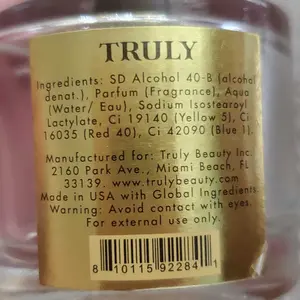 TRULY
Ingredients: SD Alcohol 40-B (alcohol
denat.), Parfum (Fragrance), Aqua
(Water/ Eau), Sodium Isostearoyl
Lactylate, Ci 19140 (Yellow 5), Ci
16035 (Red 40), Ci 42090 (Blue 1).
Manufactured for: Truly Beauty Inc.
2160 Park Ave., Miami Beach, FL
33139. www.trulybeauty.com
Made in USA with Global Ingredients
Warning: Avoid contact with eyes.
For external use only.
8 10115 92284 1